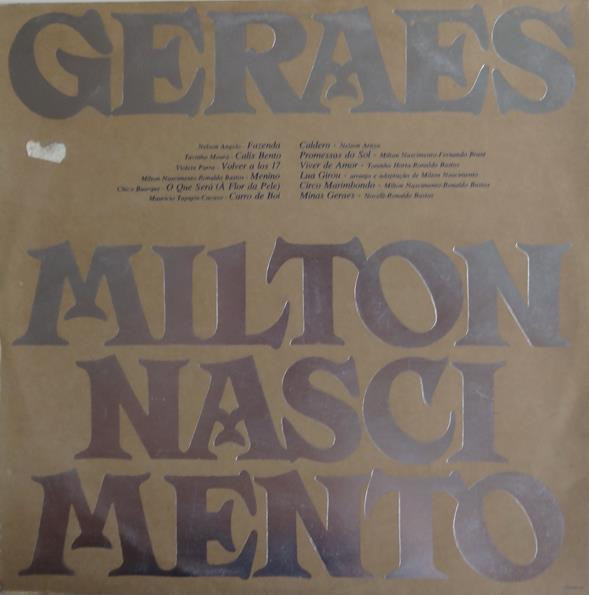 GERAES
Nelson Angelo - Fazenda
Tavinho Moura - Calix Bento
Violeta Parra - Volver a los 17
Milton Nascimento-Ronaldo Bastos - Menino
Chico Buarque - O Que Será (À Flor da Pele)
Maurício Tapajós-Cacaso - Carro de Boi
Caldera - Nelson Araya
Promessas do Sol - Milton Nascimento-Fernando Brant
Viver de Amor - Toninho Horta-Ronaldo Bastos
Lua Girou - arranjo e adaptação de Milton Nascimento
Circo Marimbondo - Milton Nascimento-Ronaldo Bastos
Minas Geraes - Novelli-Ronaldo Bastos
MILTON
NASCI
MENTO